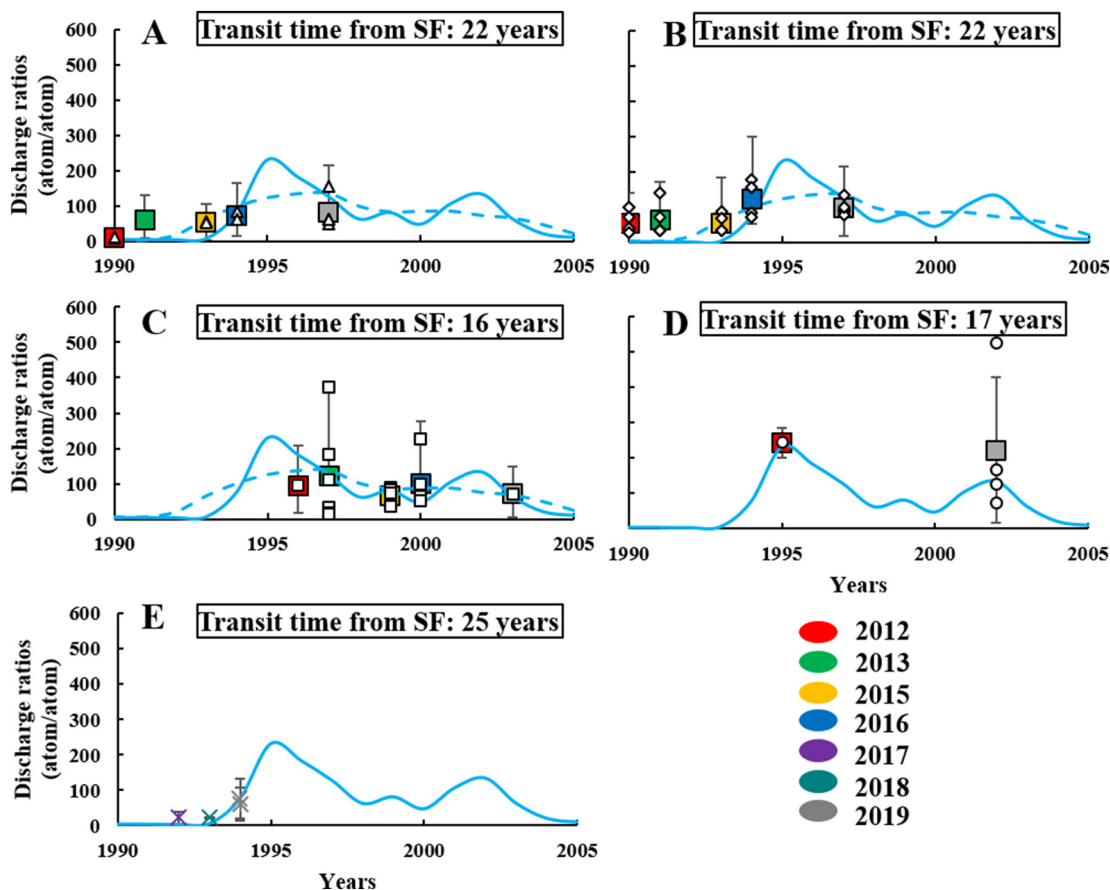 A
Transit time from SF: 22 years
Discharge ratios
(atom/atom)
600
500
400
300
200
100
0
1990
1995
2000
2005
B
Transit time from SF: 22 years
1990
1995
2000
2005
C
Transit time from SF: 16 years
Discharge ratios
(atom/atom)
600
500
400
300
200
100
0
1990
1995
2000
2005
D
Transit time from SF: 17 years
1990
1995
2000
2005
Years
E
Transit time from SF: 25 years
Discharge ratios
(atom/atom)
600
500
400
300
200
100
0
1990
1995
2000
2005
Years
2012
2013
2015
2016
2017
2018
2019